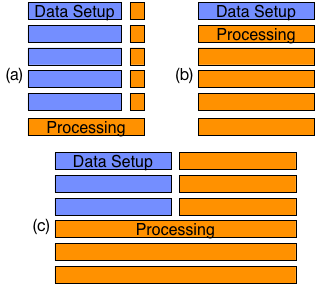 Data Setup
(a)
Processing
Data Setup
Processing
(b)
Data Setup
(c)
Processing